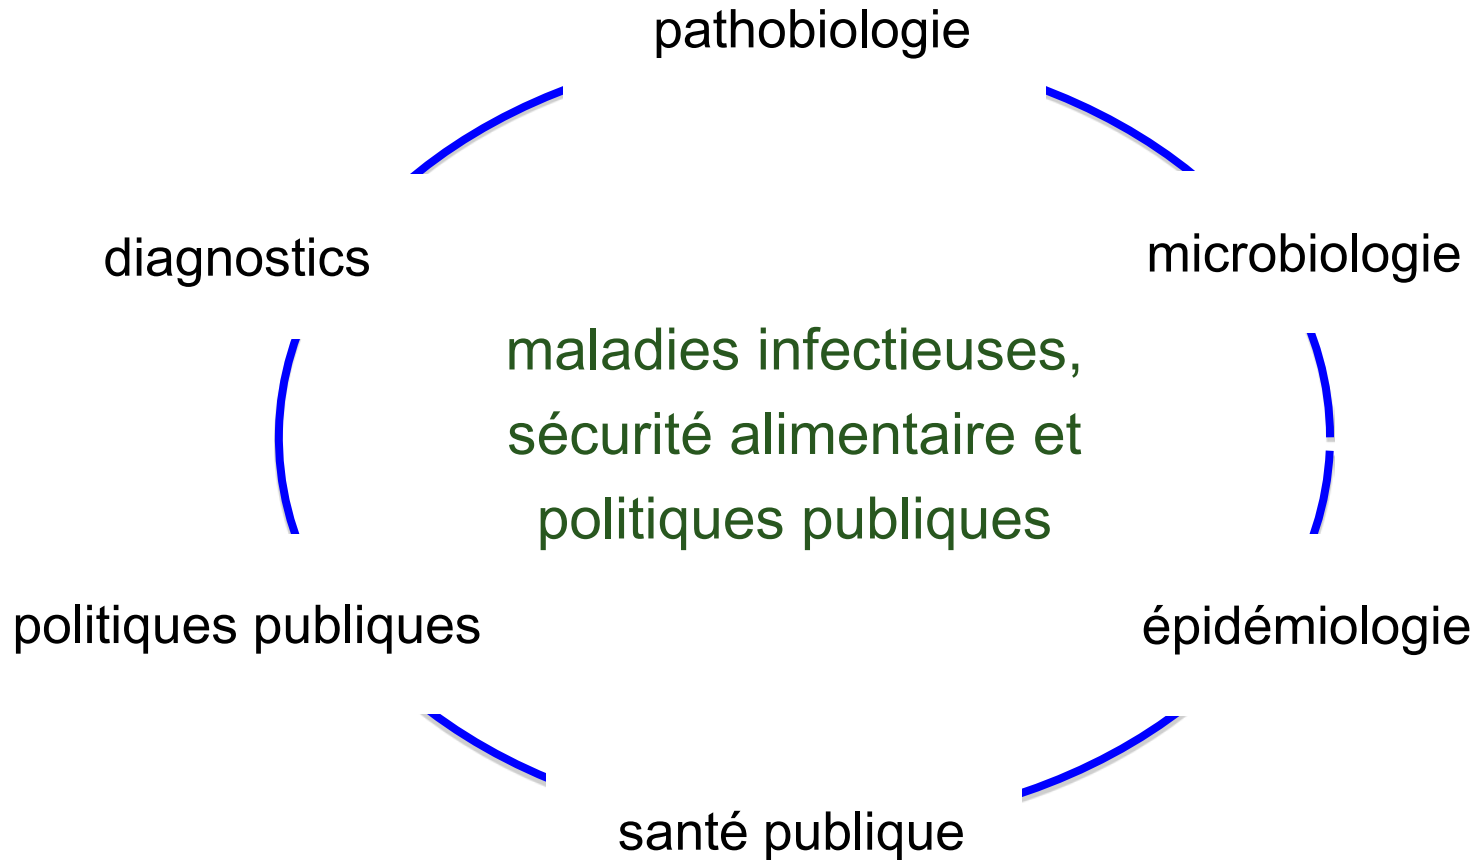 pathobiologie
diagnostics
microbiologie
maladies infectieuses,
sécurité alimentaire et
politiques publiques
politiques publiques
épidémiologie
santé publique